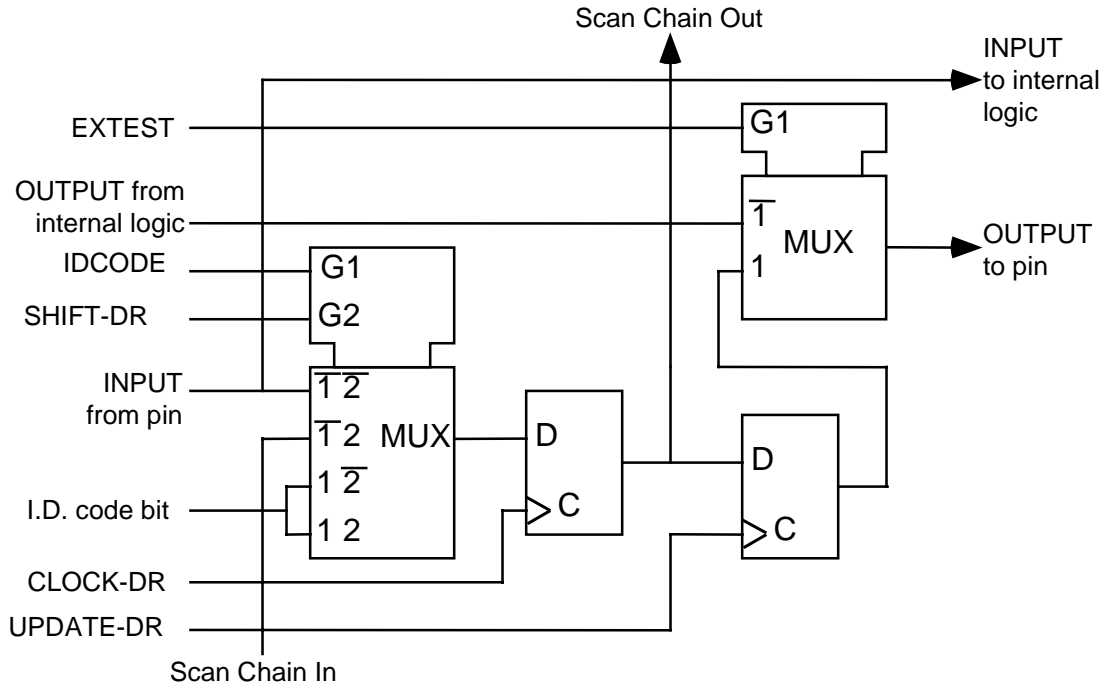 Scan Chain Out
INPUT
to internal
logic
EXTEST
G1
OUTPUT from
internal logic
1
MUX
1
OUTPUT
to pin
IDCODE
G1
SHIFT-DR
G2
INPUT
from pin
1̅ 2̅
1̅ 2
MUX
1 2̅
1 2
D
C
D
C
I.D. code bit
CLOCK-DR
UPDATE-DR
Scan Chain In